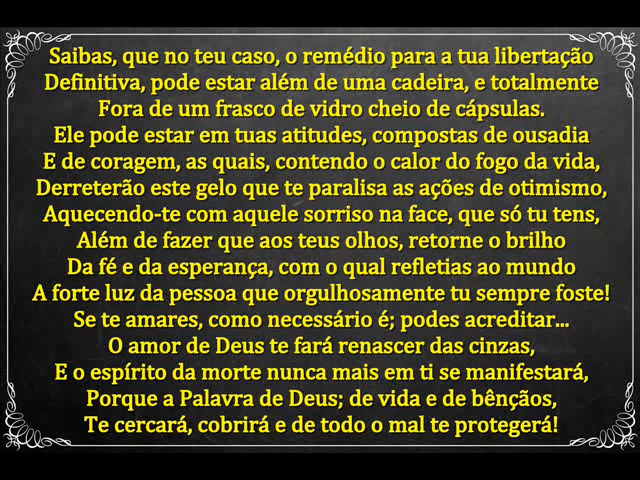 Saibas, que no teu caso, o remédio para a tua libertação
Definitiva, pode estar além de uma cadeira, e totalmente
Fora de um frasco de vidro cheio de cápsulas.
Ele pode estar em tuas atitudes, compostas de ousadia
E de coragem, as quais, contendo o calor do fogo da vida,
Derreterão este gelo que te paralisa as ações de otimismo,
Aquecendo-te com aquele sorriso na face, que só tu tens,
Além de fazer que aos teus olhos, retorne o brilho
Da fé e da esperança, com o qual refletias ao mundo
A forte luz da pessoa que orgulhosamente tu sempre foste!
Se te amares, como necessário é; podes acreditar...
O amor de Deus te fará renascer das cinzas,
E o espírito da morte nunca mais em ti se manifestará,
Porque a Palavra de Deus; de vida e de bênçãos,
Te cercará, cobrirá e de todo o mal te protegerá!